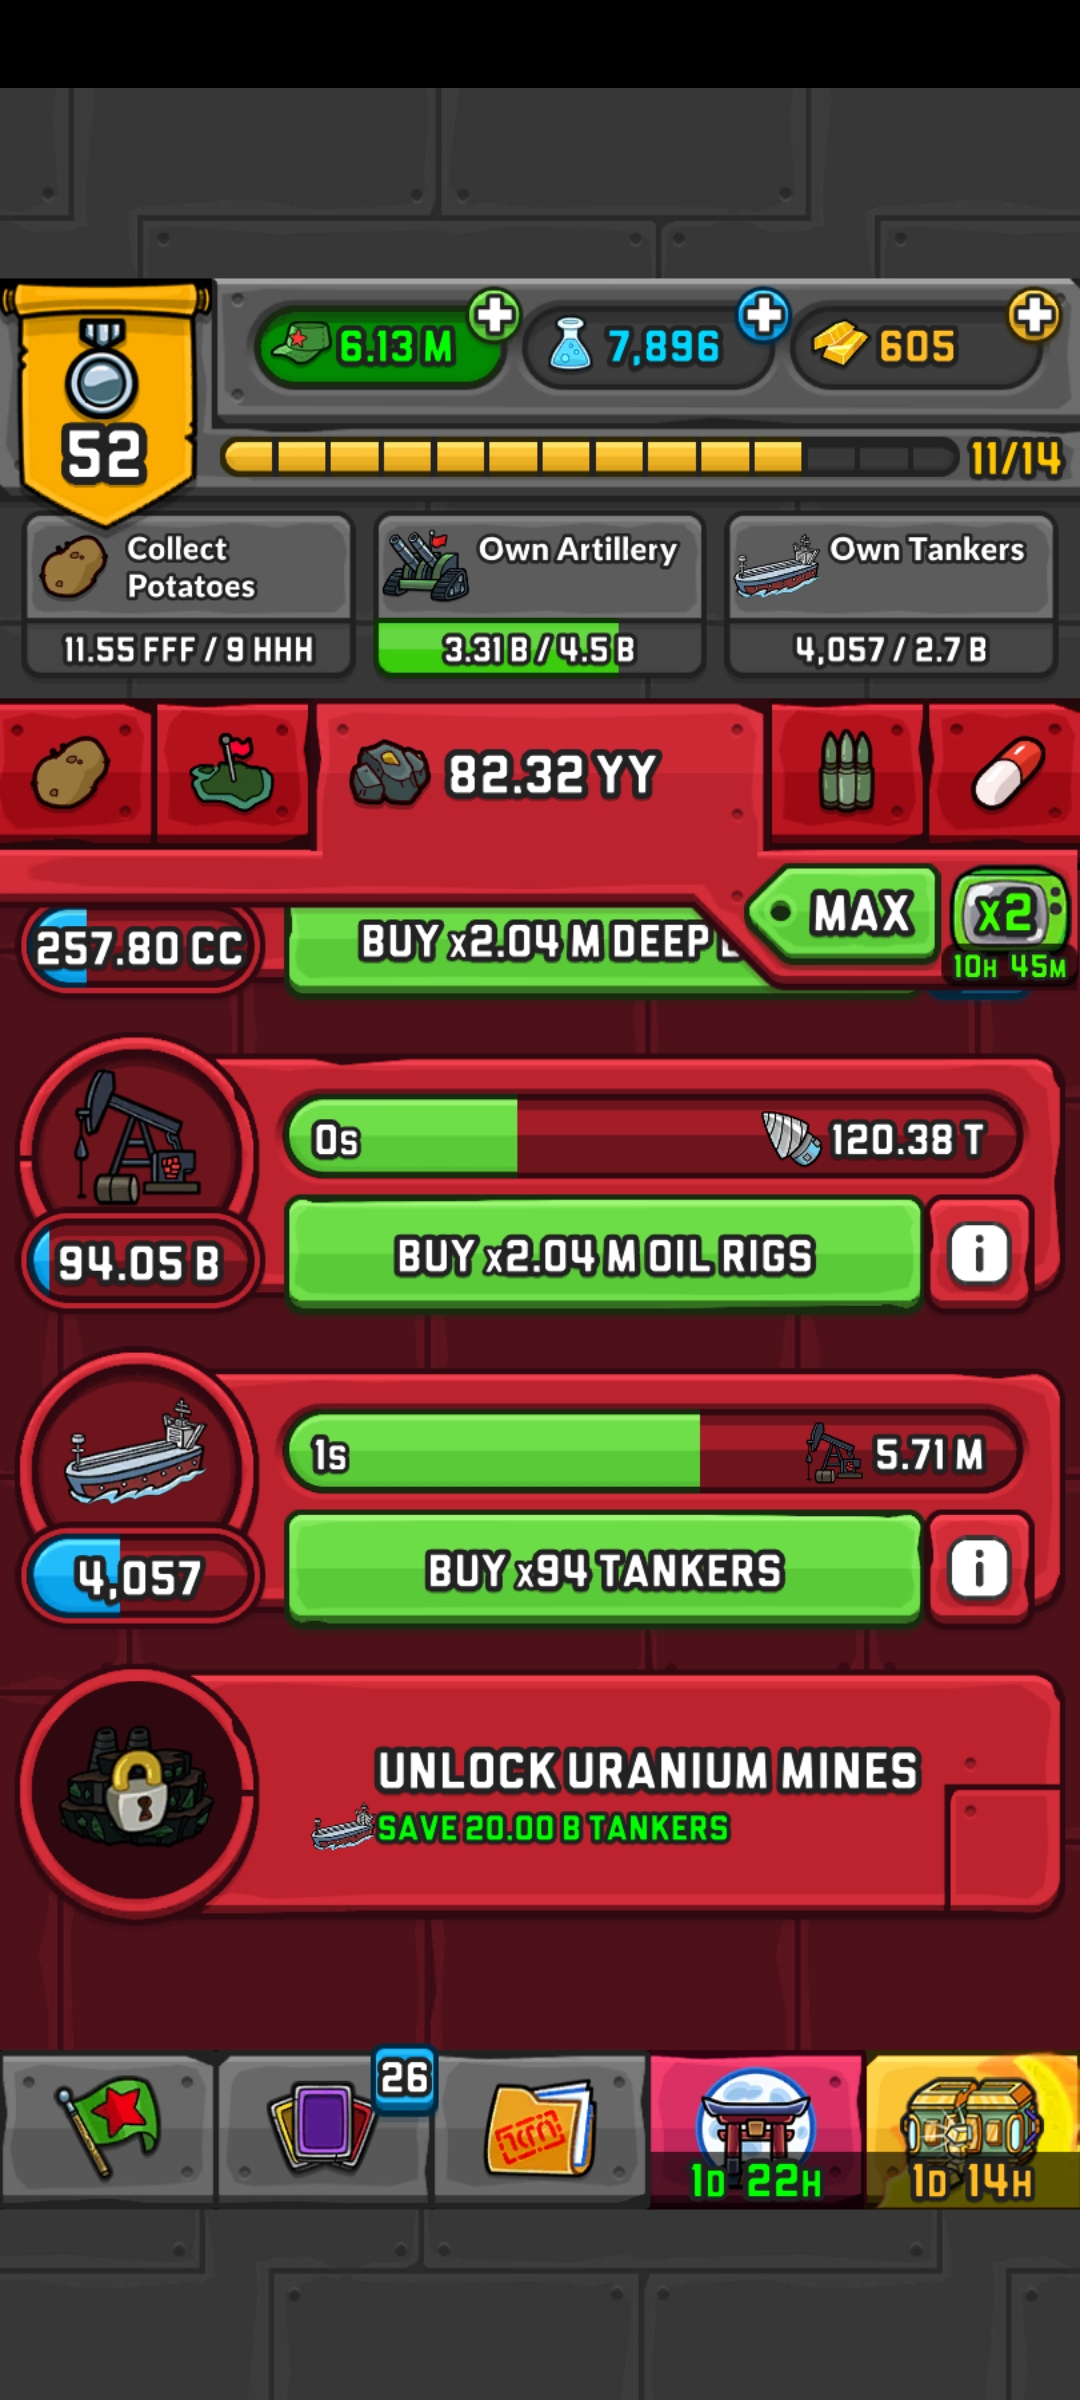 6.13 M
7,896
605
52
11/14
Collect
Potatoes
Own Artillery
Own Tankers
11.55 FFF / 9 HHH
3.31 B / 4.5 B
4,057 / 2.7 B
82.32 YY
MAX
x2
10H 45M
257.80 CC
BUY x2.04 M DEEP
0s
120.38 T
94.05 B
BUY x2.04 M OIL RIGS
i
1s
5.71 M
4,057
BUY x94 TANKERS
i
UNLOCK URANIUM MINES
SAVE 20.00 B TANKERS
26
1D 22H
1D 14H